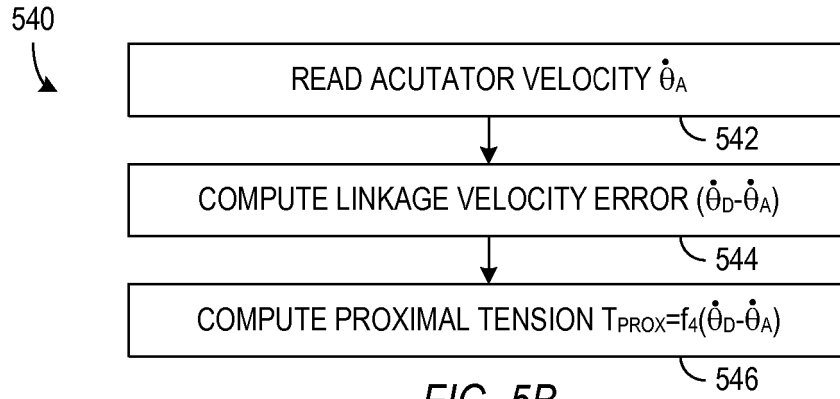 540
READ ACUTATOR VELOCITY θ̇A
542
COMPUTE LINKAGE VELOCITY ERROR (θ̇D-θ̇A)
544
COMPUTE PROXIMAL TENSION TPROX=f4(θ̇D-θ̇A)
546